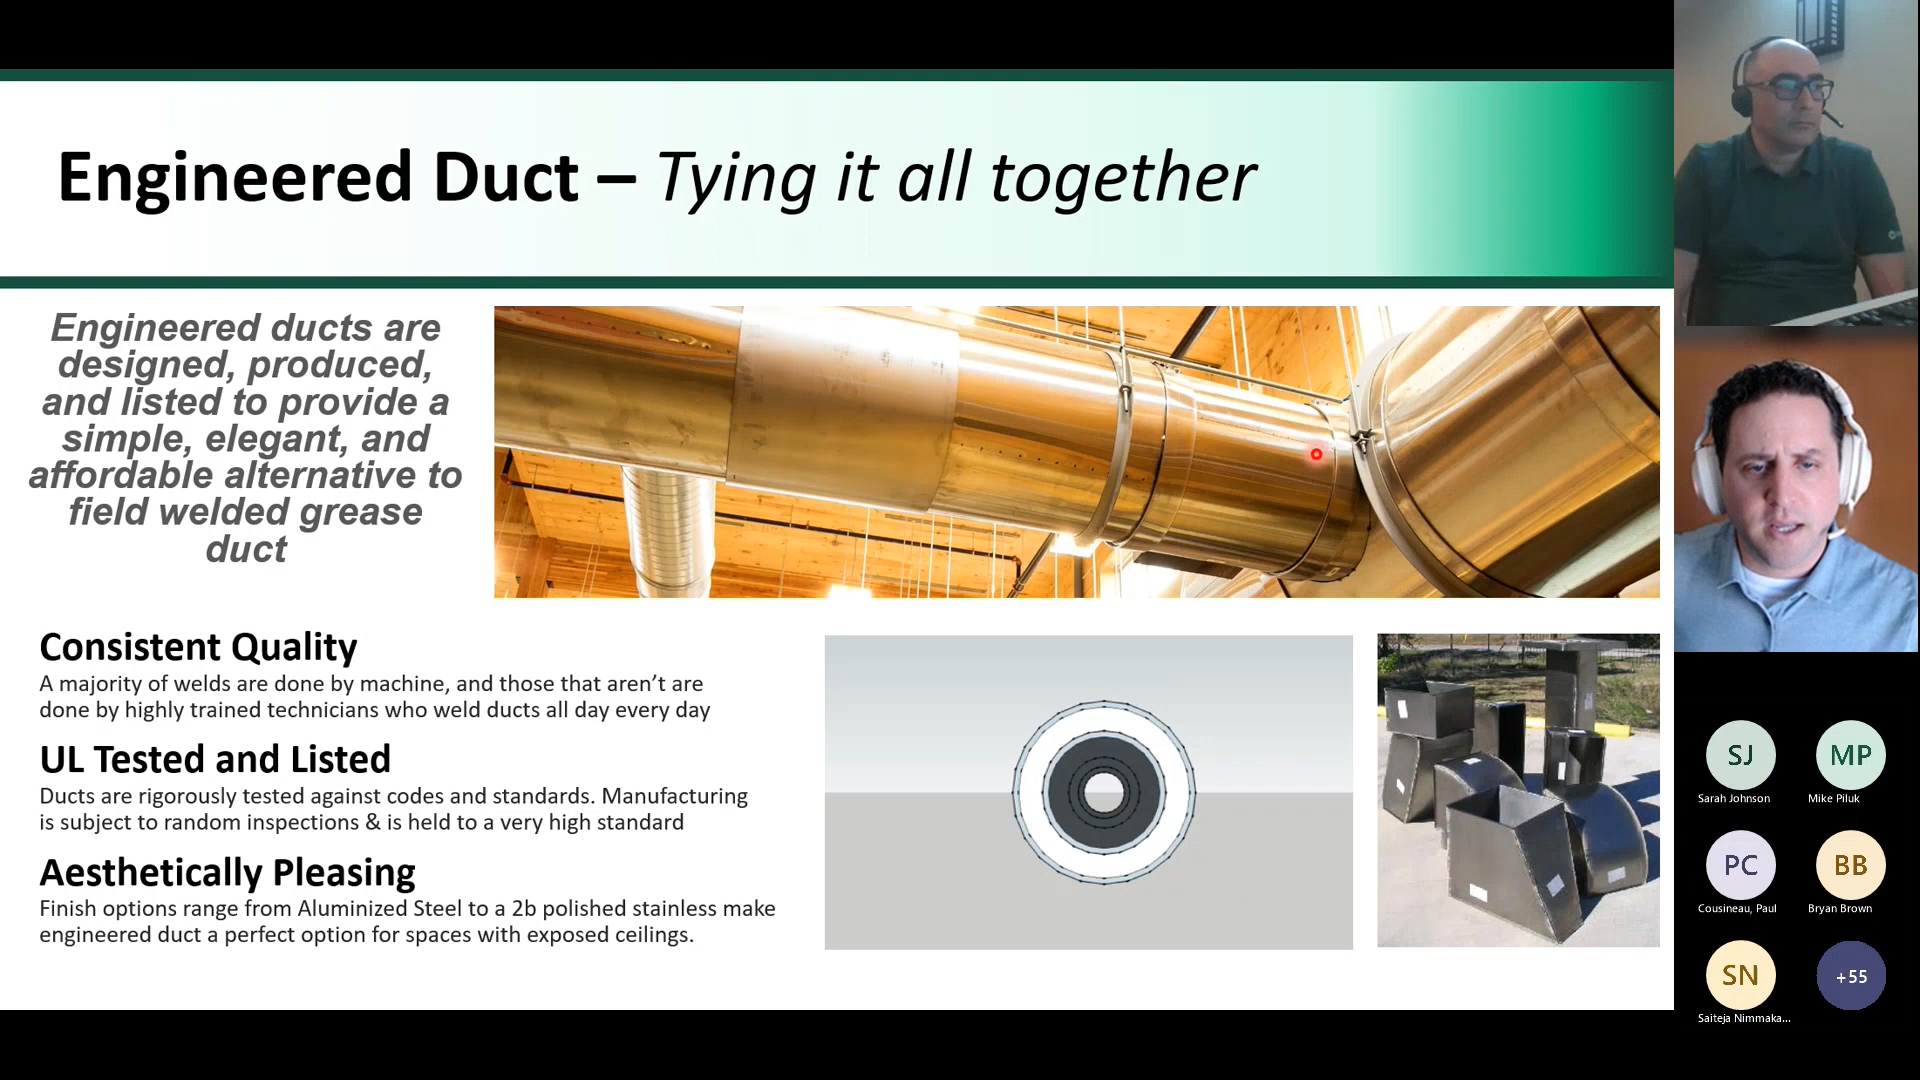 Engineered Duct – Tying it all together
Engineered ducts are
designed, produced,
and listed to provide a
simple, elegant, and
affordable alternative to
field welded grease
duct
Consistent Quality
A majority of welds are done by machine, and those that aren’t are
done by highly trained technicians who weld ducts all day every day
UL Tested and Listed
Ducts are rigorously tested against codes and standards. Manufacturing
is subject to random inspections & is held to a very high standard
Aesthetically Pleasing
Finish options range from Aluminized Steel to a 2b polished stainless make
engineered duct a perfect option for spaces with exposed ceilings.
SJ
Sarah Johnson
MP
Mike Piluk
PC
Cousineau, Paul
BB
Bryan Brown
SN
Saiteja Nimmaka...
+55